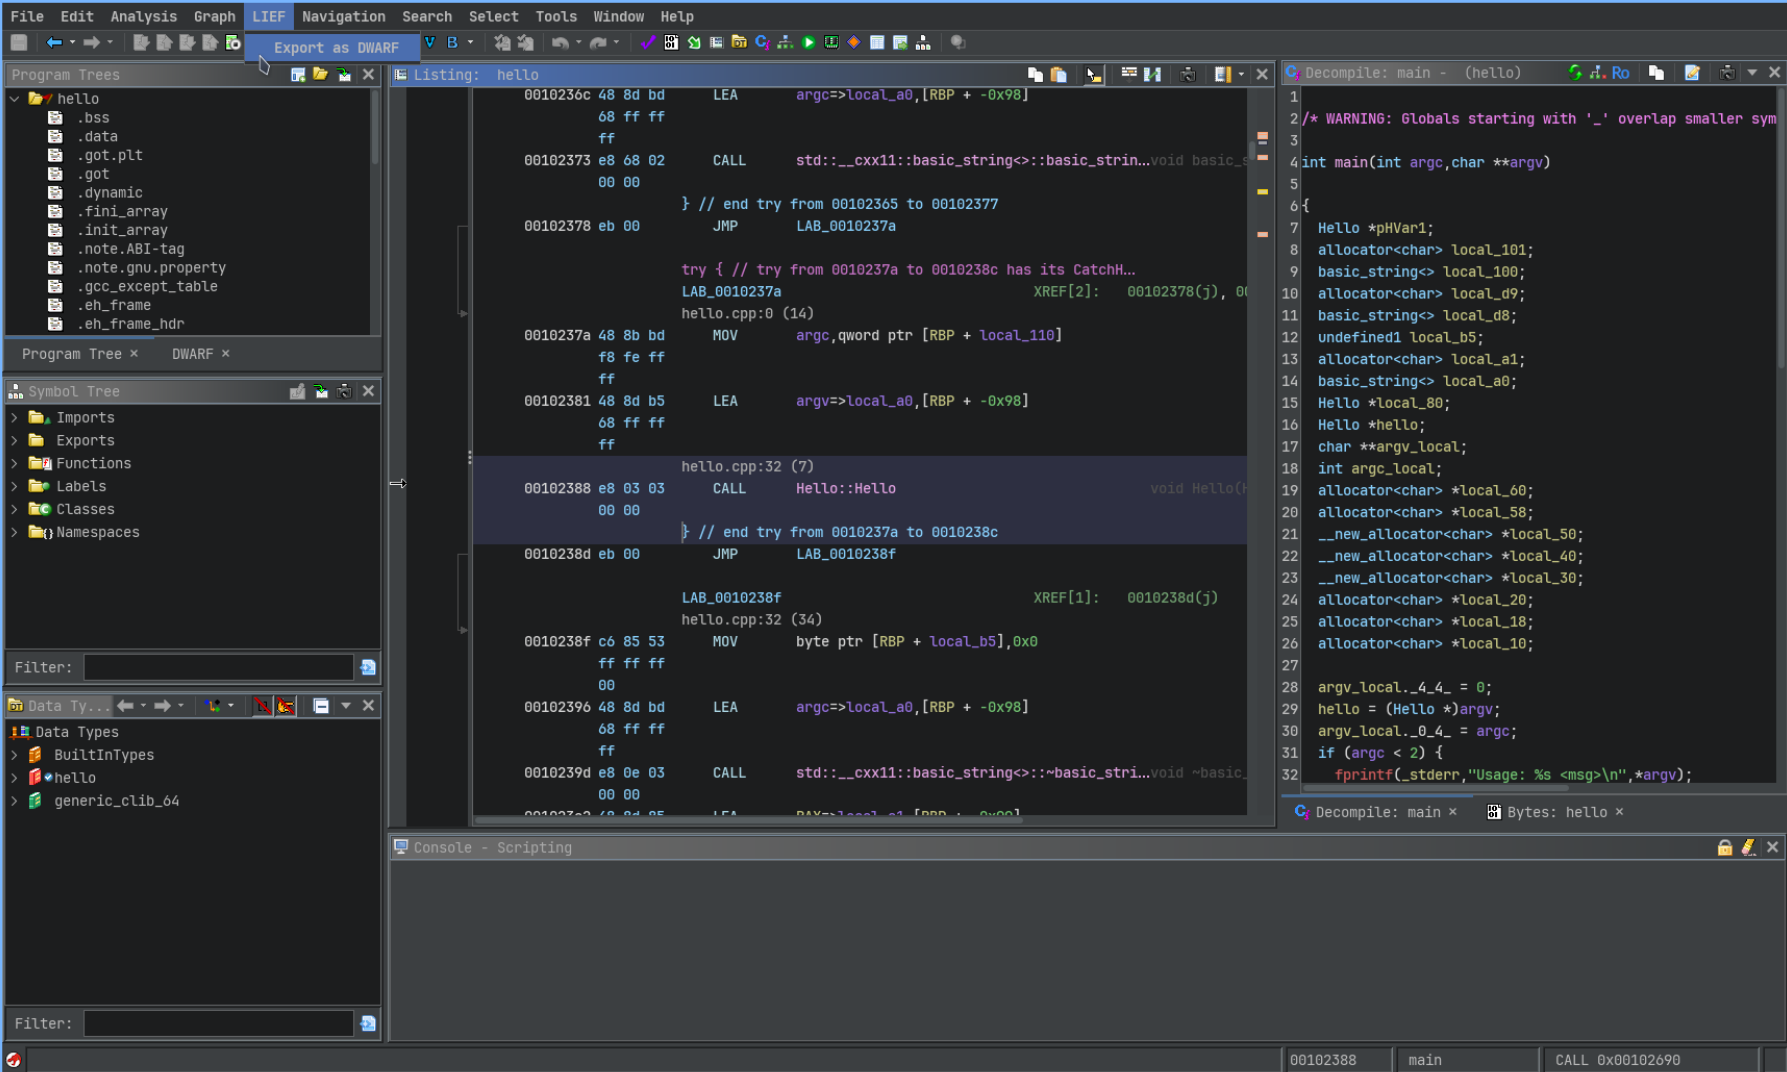 File Edit Analysis Graph LIEF Navigation Search Select Tools Window Help
Export as DWARF
Program Trees
hello
.bss
.data
.got.plt
.got
.dynamic
.fini_array
.init_array
.note.ABI-tag
.note.gnu.property
.gcc_except_table
.eh_frame
.eh_frame_hdr
Program Tree × DWARF ×
Symbol Tree
Imports
Exports
Functions
Labels
Classes
Namespaces
Filter:
Data Ty...
Data Types
BuiltInTypes
hello
generic_clib_64
Filter:
Listing: hello
0010236c 48 8d bd LEA argc=>local_a0,[RBP + -0x98]
68 ff ff
ff
00102373 e8 68 02 CALL std::__cxx11::basic_string<>::basic_strin...void basic_s
00 00
} // end try from 00102365 to 00102377
00102378 eb 00 JMP LAB_0010237a
try { // try from 0010237a to 0010238c has its CatchH...
LAB_0010237a XREF[2]: 00102378(j), 00
hello.cpp:0 (14)
0010237a 48 8b bd MOV argc,qword ptr [RBP + local_110]
f8 fe ff
ff
00102381 48 8d b5 LEA argv=>local_a0,[RBP + -0x98]
68 ff ff
ff
hello.cpp:32 (7)
00102388 e8 03 03 CALL Hello::Hello void Hello(H
00 00
} // end try from 0010237a to 0010238c
0010238d eb 00 JMP LAB_0010238f
LAB_0010238f XREF[1]: 0010238d(j)
hello.cpp:32 (34)
0010238f c6 85 53 MOV byte ptr [RBP + local_b5],0x0
ff ff ff
00
00102396 48 8d bd LEA argc=>local_a0,[RBP + -0x98]
68 ff ff
ff
0010239d e8 0e 03 CALL std::__cxx11::basic_string<>::~basic_stri...void ~basic_
00 00
Decompile: main - (hello)
1
2 /* WARNING: Globals starting with '_' overlap smaller sym
3
4 int main(int argc,char **argv)
5
6 {
7 Hello *pHVar1;
8 allocator<char> local_101;
9 basic_string<> local_100;
10 allocator<char> local_d9;
11 basic_string<> local_d8;
12 undefined1 local_b5;
13 allocator<char> local_a1;
14 basic_string<> local_a0;
15 Hello *local_80;
16 Hello *hello;
17 char **argv_local;
18 int argc_local;
19 allocator<char> *local_60;
20 allocator<char> *local_58;
21 __new_allocator<char> *local_50;
22 __new_allocator<char> *local_40;
23 __new_allocator<char> *local_30;
24 allocator<char> *local_20;
25 allocator<char> *local_18;
26 allocator<char> *local_10;
27
28 argv_local._4_4_ = 0;
29 hello = (Hello *)argv;
30 argv_local._0_4_ = argc;
31 if (argc < 2) {
32 fprintf(_stderr,"Usage: %s <msg>\n",*argv);
Decompile: main × Bytes: hello ×
Console - Scripting
00102388 main CALL 0x00102690